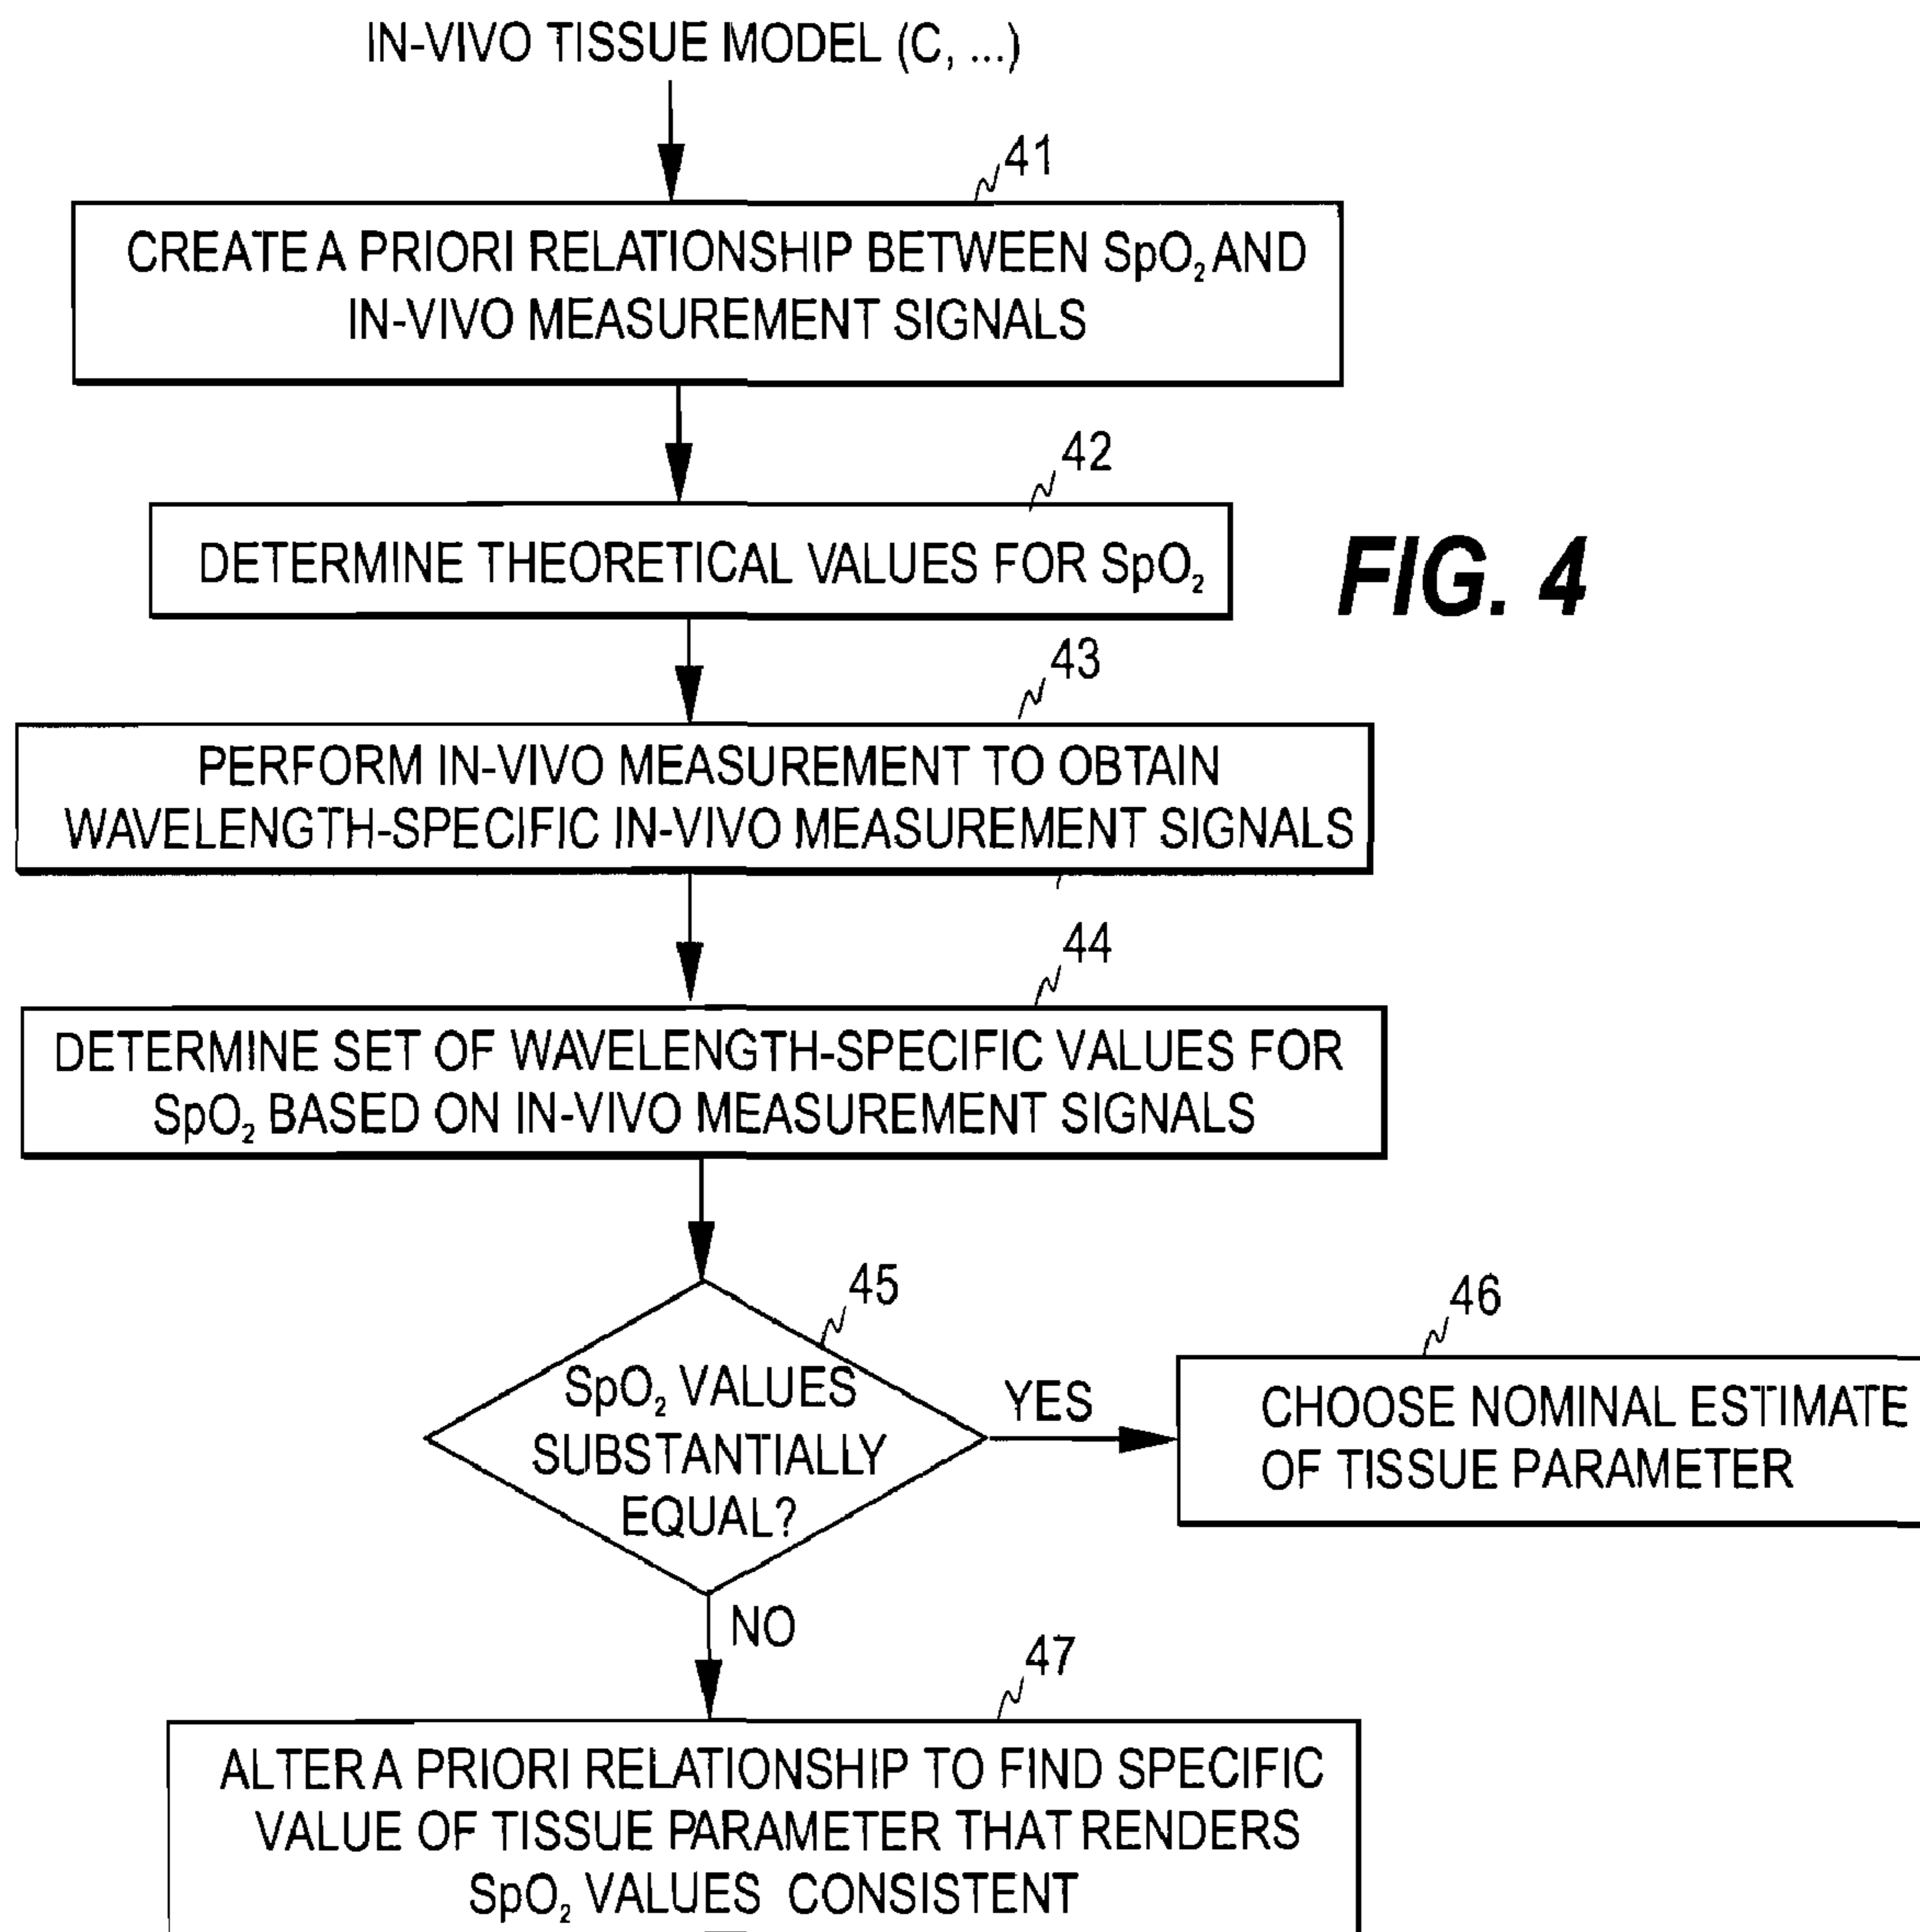 IN-VIVO TISSUE MODEL (C, ...)
41
CREATE A PRIORI RELATIONSHIP BETWEEN SpO₂ AND
IN-VIVO MEASUREMENT SIGNALS
42
DETERMINE THEORETICAL VALUES FOR SpO₂
FIG. 4
43
PERFORM IN-VIVO MEASUREMENT TO OBTAIN
WAVELENGTH-SPECIFIC IN-VIVO MEASUREMENT SIGNALS
44
DETERMINE SET OF WAVELENGTH-SPECIFIC VALUES FOR
SpO₂ BASED ON IN-VIVO MEASUREMENT SIGNALS
45
SpO₂ VALUES
SUBSTANTIALLY
EQUAL?
YES
46
CHOOSE NOMINAL ESTIMATE
OF TISSUE PARAMETER
NO
47
ALTER A PRIORI RELATIONSHIP TO FIND SPECIFIC
VALUE OF TISSUE PARAMETER THAT RENDERS
SpO₂ VALUES CONSISTENT